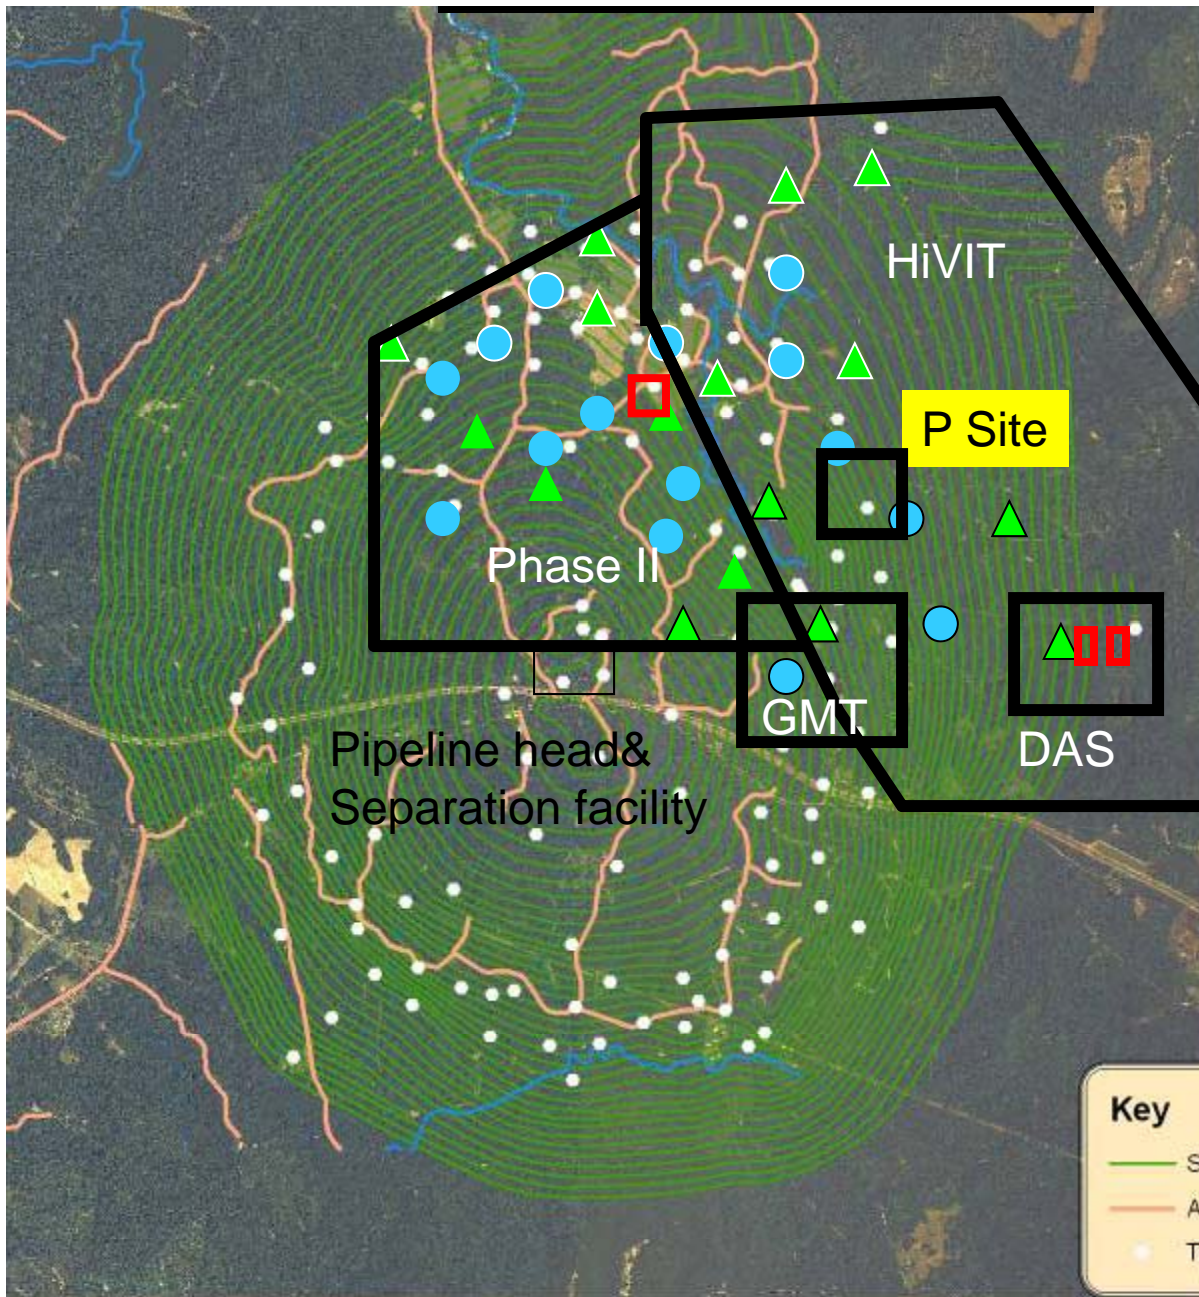 HiVIT
P Site
Phase II
GMT
DAS
Pipeline head&
Separation facility
Key
S
A
T